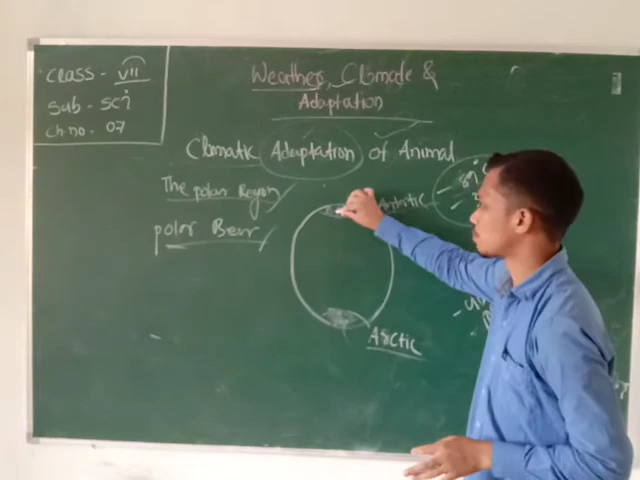 Class - VII
Sub - SCI
Ch.no. - 07
Weather, Climate &
Adaptation
Climatic Adaptation of Animal
The polar Region
polar Bear
Arctic